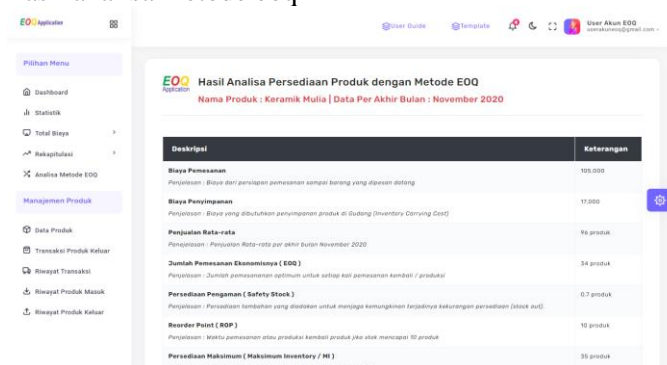 EOQ Application
User Guide
Template
User Akun EOQ
Pilihan Menu
Dashboard
Statistik
Total Biaya
Rekapitulasi
Analisa Metode EOQ
Manajemen Produk
Data Produk
Transaksi Produk Keluar
Riwayat Transaksi
Riwayat Produk Masuk
Riwayat Produk Keluar
EOQ Application
Hasil Analisa Persediaan Produk dengan Metode EOQ
Nama Produk : Keramik Mulia | Data Per Akhir Bulan : November 2020
Deskripsi Keterangan
Biaya Pemesanan 105,000
Penjelasan : Biaya dari persiapan pemesanan sampai barang yang dipesan datang
Biaya Penyimpanan 17,000
Penjelasan : Biaya yang dibutuhkan penyimpanan produk di Gudang (Inventory Carrying Cost)
Penjualan Rata-rata 96 produk
Penjelasan : Penjualan Rata-rata per akhir bulan November 2020
Jumlah Pemesanan Ekonomisnya ( EOQ ) 34 produk
Penjelasan : Jumlah pemesananan optimum untuk setiap kali pemesanan kembali / produksi
Persediaan Pengaman ( Safety Stock ) 0.7 produk
Penjelasan : Persediaan tambahan yang diadakan untuk menjaga kemungkinan terjadinya kekurangan persediaan (stock out).
Reorder Point ( ROP ) 10 produk
Penjelasan : Waktu pemesanan atau produksi kembali produk jika stok mencapai 10 produk
Persediaan Maksimum ( Maksimum Inventory / MI ) 35 produk